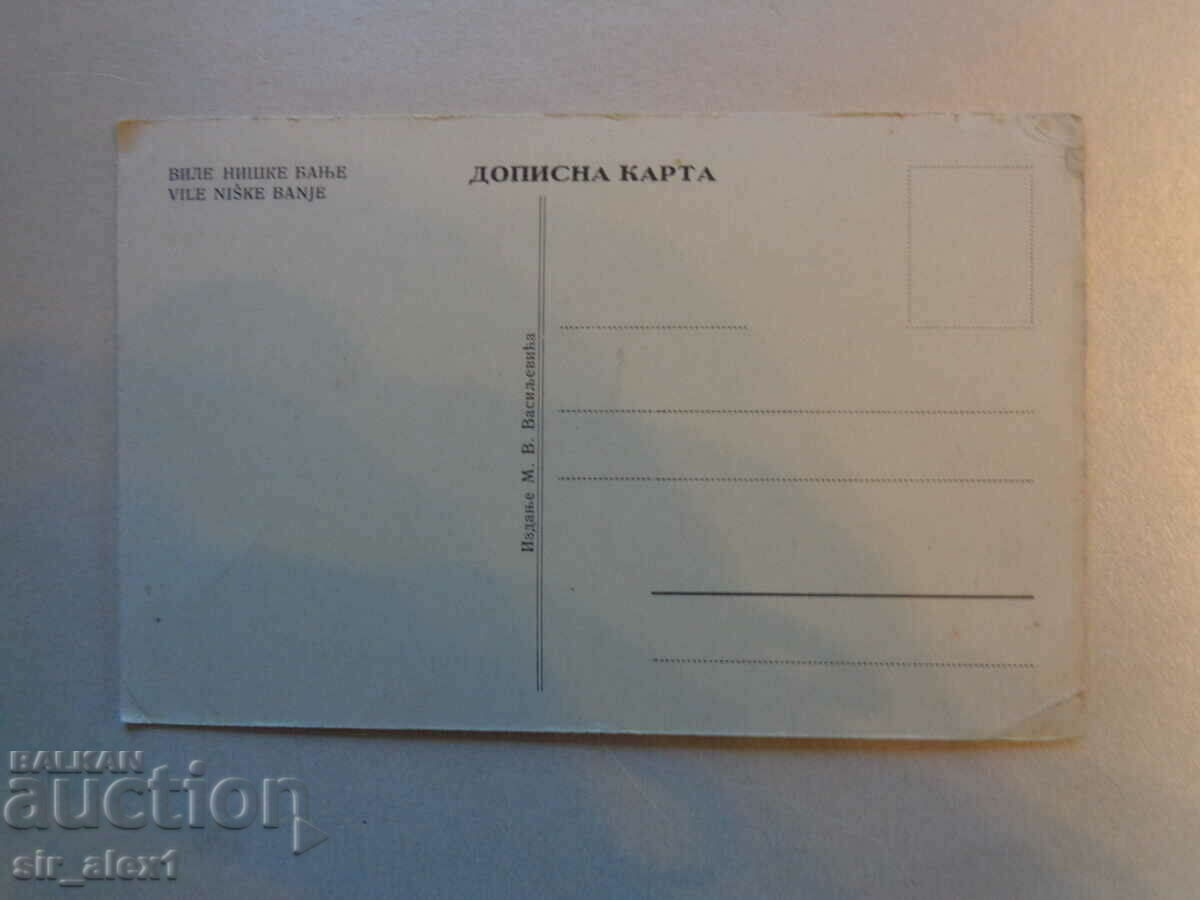 ВИЛЕ НИШКЕ БАЊЕ
VILE NIŠKE BANJE
ДОПИСНА КАРТА
Издање М. В. Васиљевића
BALKAN
auction
sir_alex1